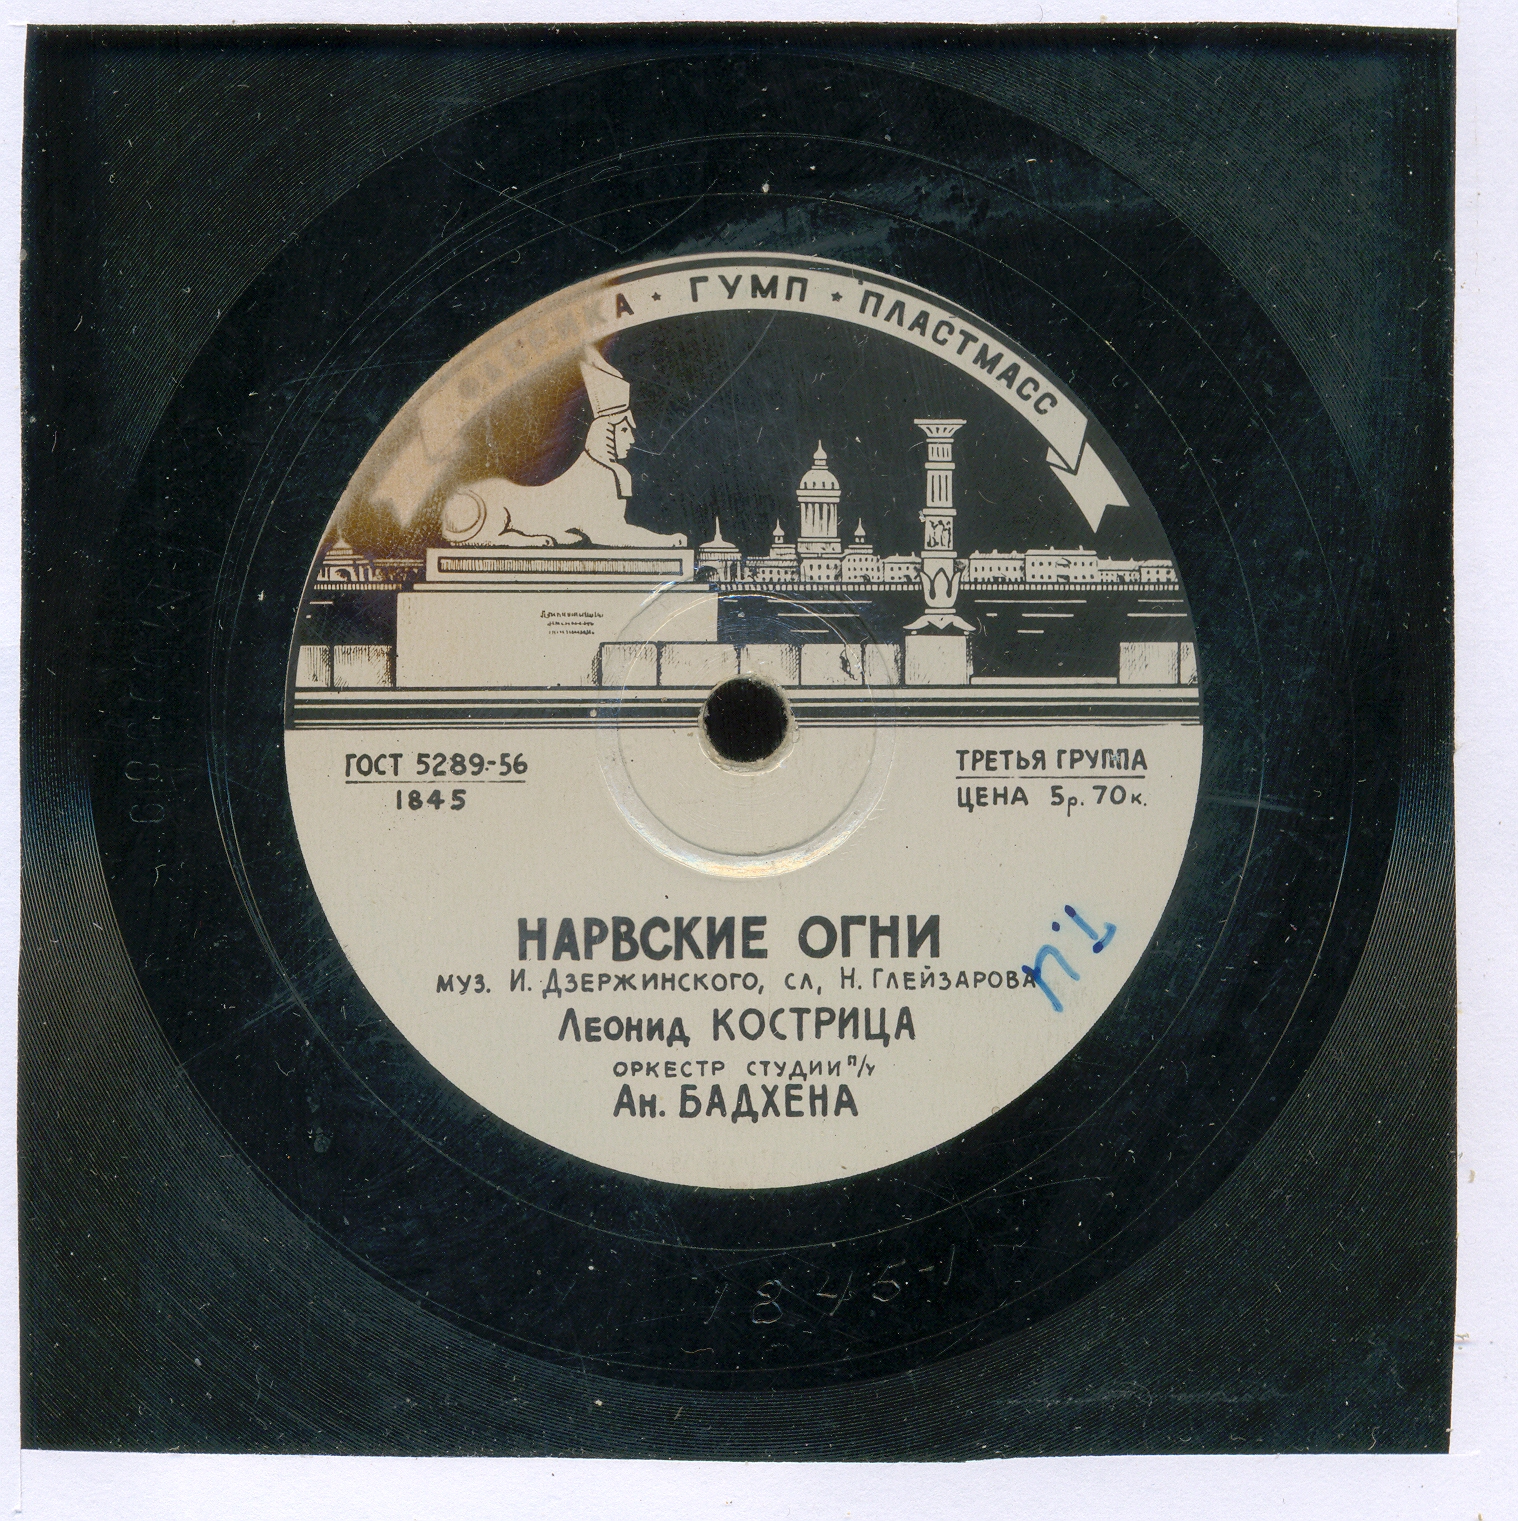 ФАБРИКА ★ ГУМП ★ ПЛАСТМАСС
ГОСТ 5289-56
1845
ТРЕТЬЯ ГРУППА
ЦЕНА 5р. 70к.
НАРВСКИЕ ОГНИ
МУЗ. И. ДЗЕРЖИНСКОГО, СЛ, Н. ГЛЕЙЗАРОВА
ЛЕОНИД КОСТРИЦА
ОРКЕСТР СТУДИИ П/У
АН. БАДХЕНА
1845-1